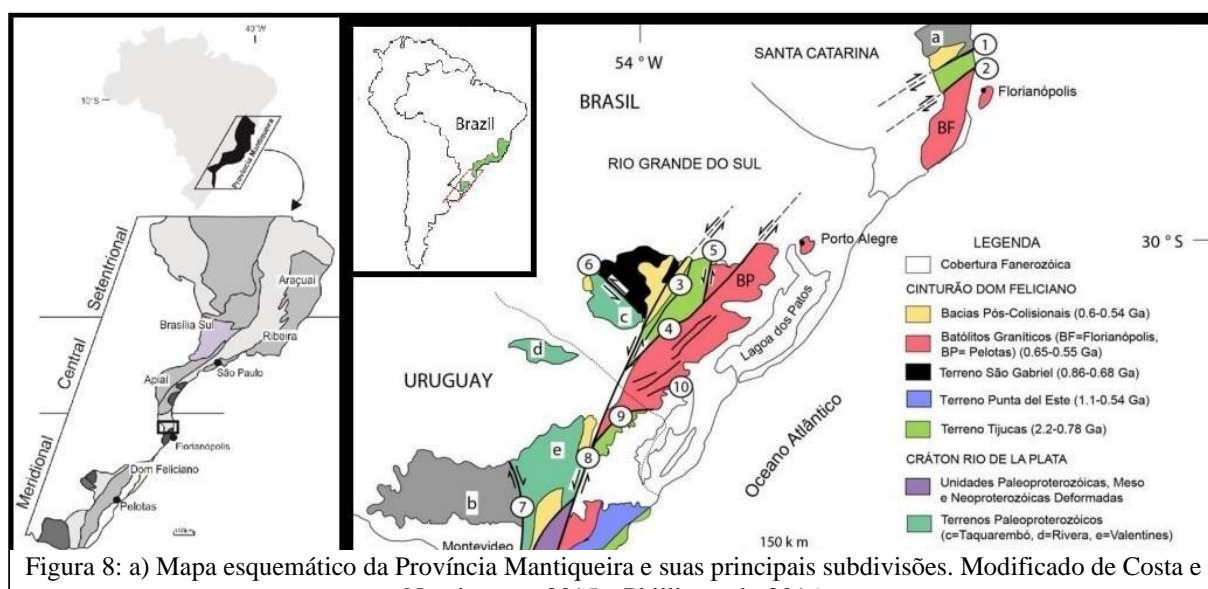 40°W
10°S
Província Mantiqueira
Setentrional
Central
Meridional
Araçuaí
Brasília Sul
Ribeira
Apiaí
São Paulo
Florianópolis
Dom Feliciano
Pelotas
Brazil
54 ° W
SANTA CATARINA
BRASIL
a
1
2
Florianópolis
BF
RIO GRANDE DO SUL
30 ° S
Porto Alegre
6
5
3
BP
c
4
d
Lagoa dos Patos
URUGUAY
10
9
e
8
b
7
Montevideo
Oceano Atlântico
150 km
LEGENDA
Cobertura Fanerozóica
CINTURÃO DOM FELICIANO
Bacias Pós-Colisionais (0.6-0.54 Ga)
Batólitos Graníticos (BF=Florianópolis,
BP= Pelotas) (0.65-0.55 Ga)
Terreno São Gabriel (0.86-0.68 Ga)
Terreno Punta del Este (1.1-0.54 Ga)
Terreno Tijucas (2.2-0.78 Ga)
CRÁTON RIO DE LA PLATA
Unidades Paleoproterozóicas, Meso
e Neoproterozóicas Deformadas
Terrenos Paleoproterozóicos
(c=Taquarembó, d=Rivera, e=Valentines)
Figura 8: a) Mapa esquemático da Província Mantiqueira e suas principais subdivisões. Modificado de Costa e